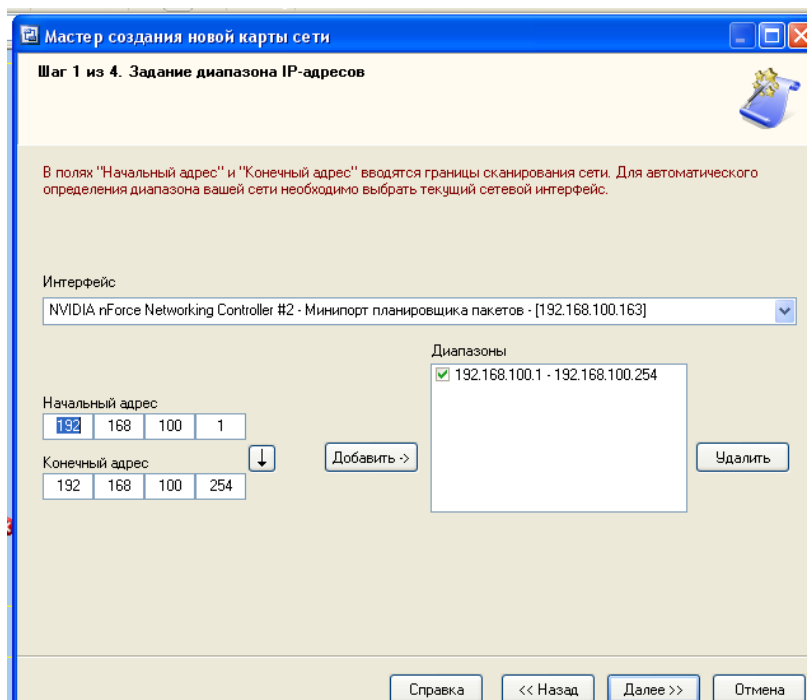 Мастер создания новой карты сети
Шаг 1 из 4. Задание диапазона IP-адресов
В полях "Начальный адрес" и "Конечный адрес" вводятся границы сканирования сети. Для автоматического
определения диапазона вашей сети необходимо выбрать текущий сетевой интерфейс.
Интерфейс
NVIDIA nForce Networking Controller #2 - Минипорт планировщика пакетов - [192.168.100.163]
Диапазоны
192.168.100.1 - 192.168.100.254
Начальный адрес
192 168 100 1
Добавить ->
Удалить
Конечный адрес
192 168 100 254
Справка
<< Назад
Далее >>
Отмена